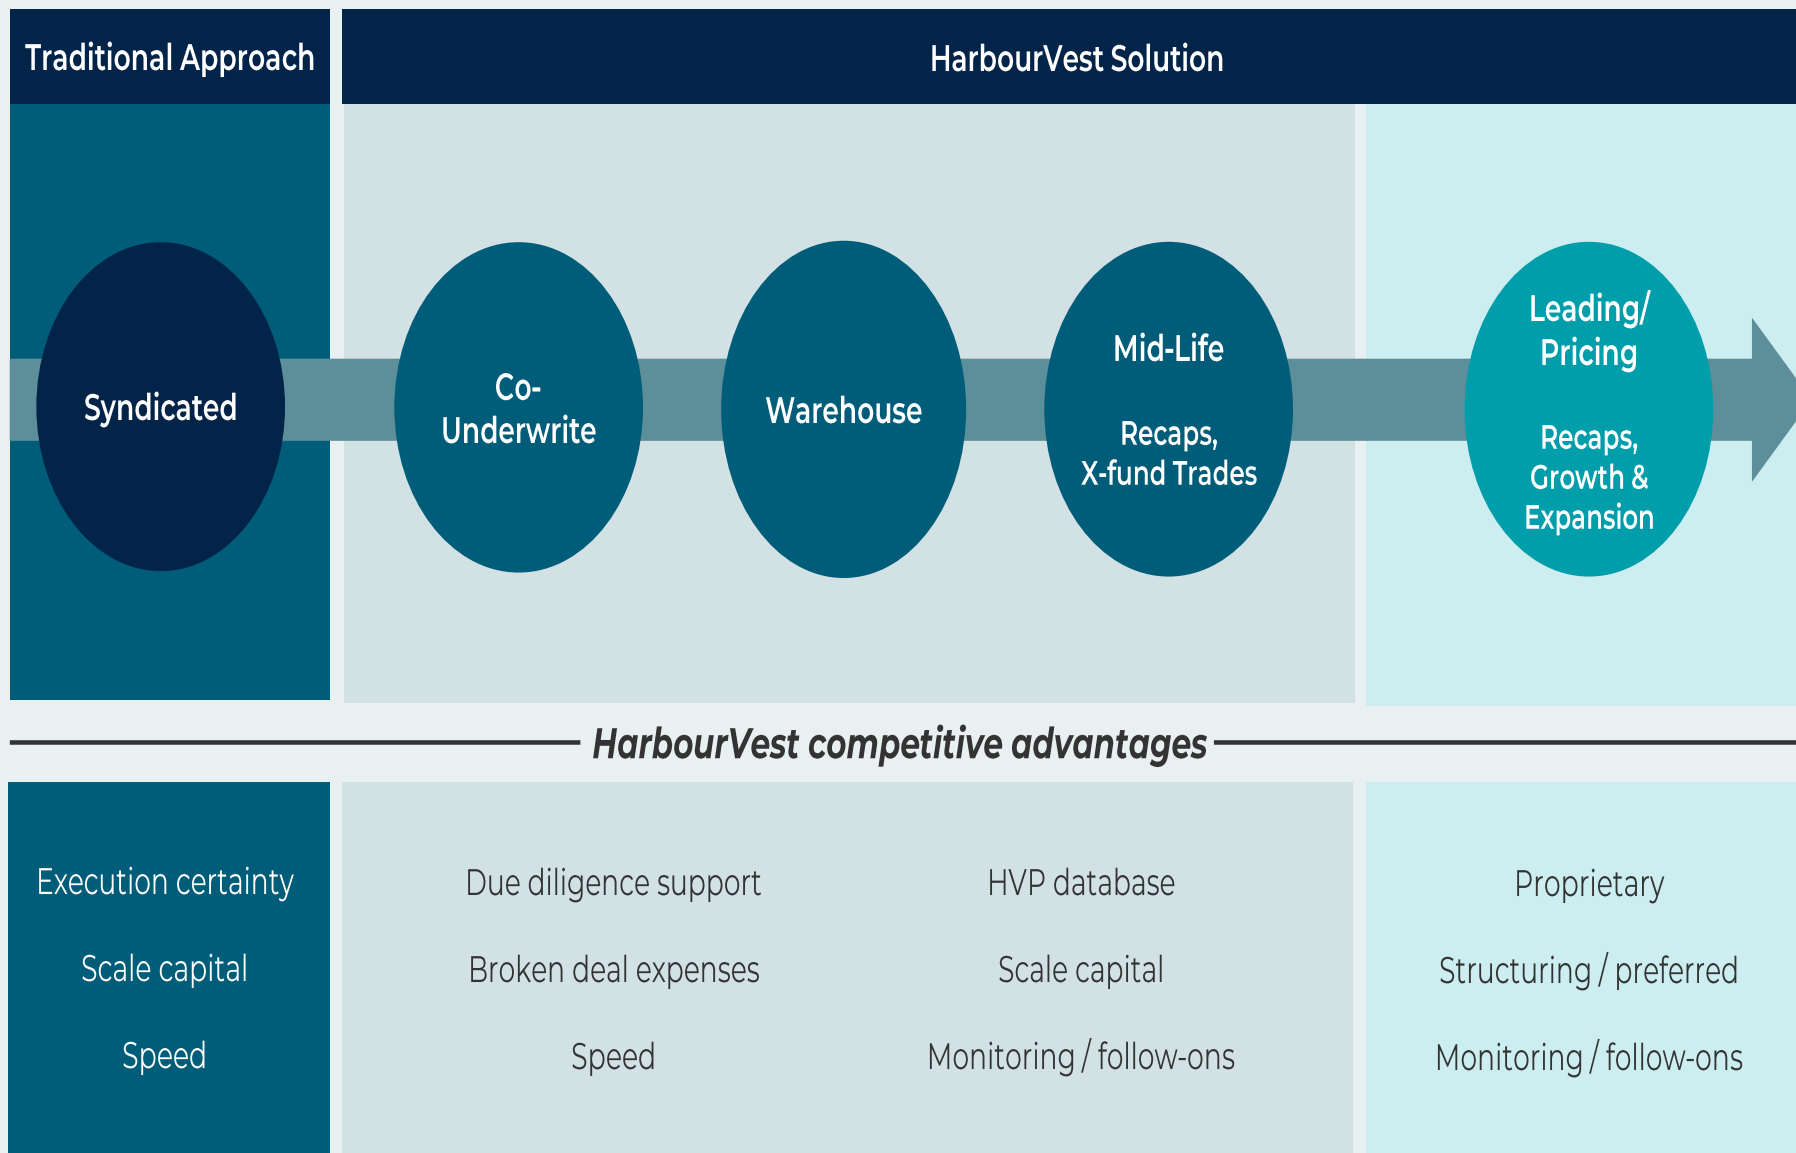 Traditional Approach
HarbourVest Solution
Syndicated
Co-
Underwrite
Warehouse
Mid-Life
Recaps,
X-fund Trades
Leading/
Pricing
Recaps,
Growth &
Expansion
HarbourVest competitive advantages
Execution certainty
Scale capital
Speed
Due diligence support
Broken deal expenses
Speed
HVP database
Scale capital
Monitoring / follow-ons
Proprietary
Structuring / preferred
Monitoring / follow-ons